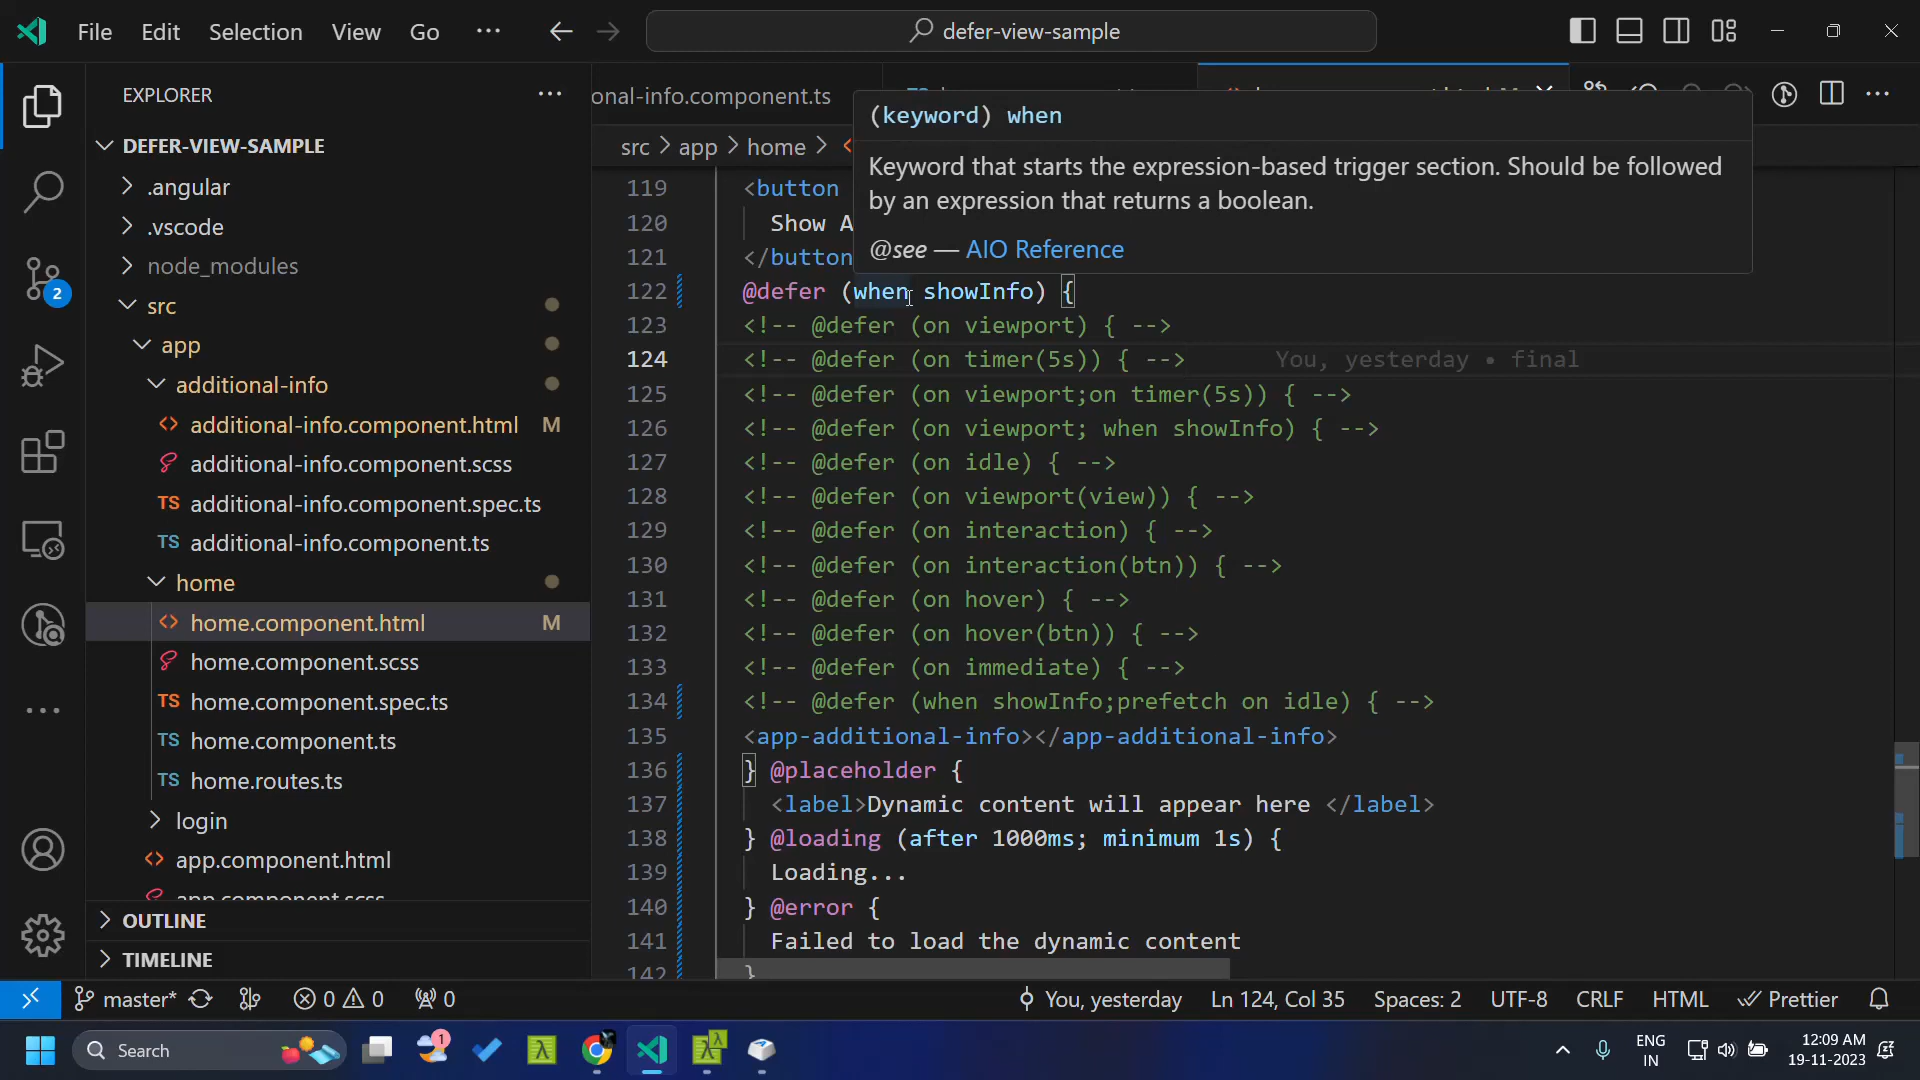 File Edit Selection View Go ···
defer-view-sample
EXPLORER
DEFER-VIEW-SAMPLE
.angular
.vscode
node_modules
src
app
additional-info
additional-info.component.html M
additional-info.component.scss
TS additional-info.component.spec.ts
TS additional-info.component.ts
home
home.component.html M
home.component.scss
TS home.component.spec.ts
TS home.component.ts
TS home.routes.ts
login
app.component.html
app.component.scss
OUTLINE
TIMELINE
2
onal-info.component.ts
src > app > home >
(keyword) when
Keyword that starts the expression-based trigger section. Should be followed
by an expression that returns a boolean.
@see — AIO Reference
119 <button
120 Show A
121 </button
122 @defer (when showInfo) {
123 <!-- @defer (on viewport) { -->
124 <!-- @defer (on timer(5s)) { --> You, yesterday • final
125 <!-- @defer (on viewport;on timer(5s)) { -->
126 <!-- @defer (on viewport; when showInfo) { -->
127 <!-- @defer (on idle) { -->
128 <!-- @defer (on viewport(view)) { -->
129 <!-- @defer (on interaction) { -->
130 <!-- @defer (on interaction(btn)) { -->
131 <!-- @defer (on hover) { -->
132 <!-- @defer (on hover(btn)) { -->
133 <!-- @defer (on immediate) { -->
134 <!-- @defer (when showInfo;prefetch on idle) { -->
135 <app-additional-info></app-additional-info>
136 } @placeholder {
137 <label>Dynamic content will appear here </label>
138 } @loading (after 1000ms; minimum 1s) {
139 Loading...
140 } @error {
141 Failed to load the dynamic content
142 }
master* 0 0 0 You, yesterday Ln 124, Col 35 Spaces: 2 UTF-8 CRLF HTML Prettier
Search
1
ENG
IN
12:09 AM
19-11-2023